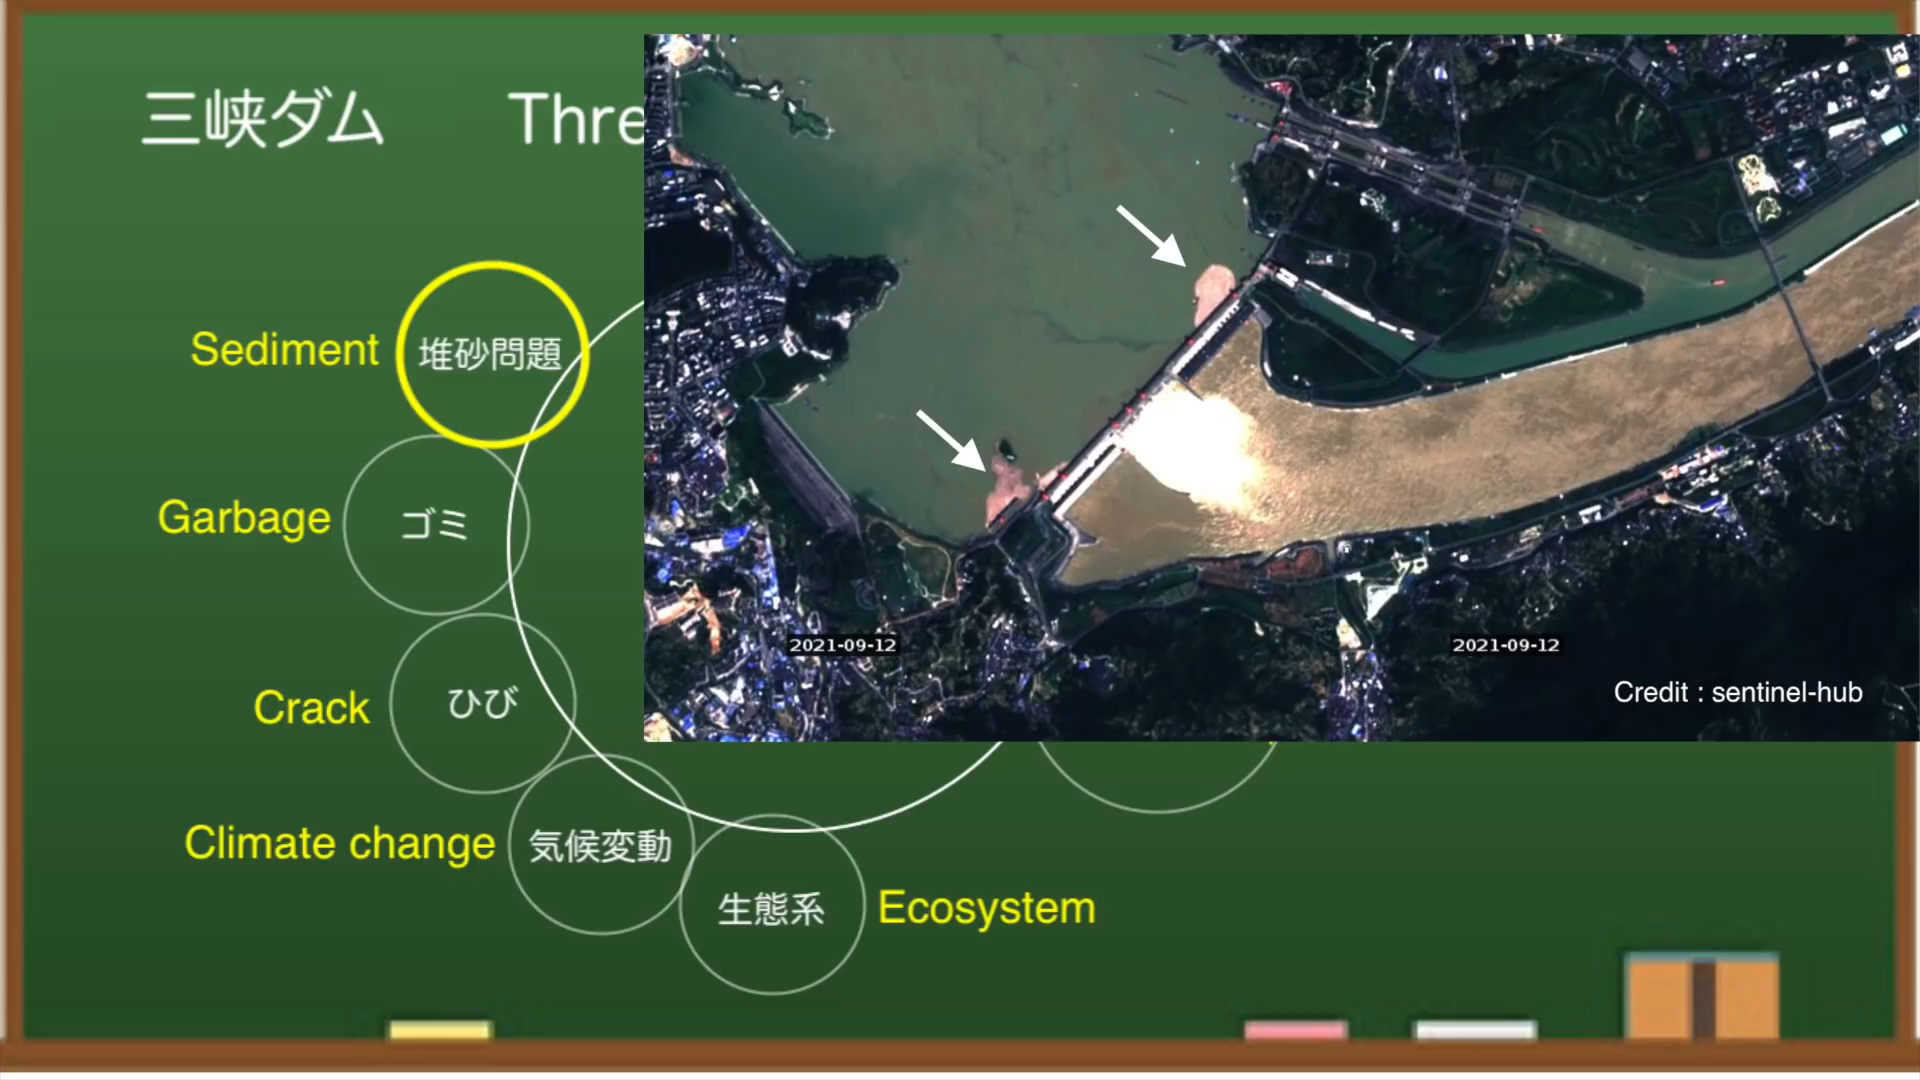 三峡ダム Thre
Sediment 堆砂問題
Garbage ゴミ
Crack ひび
Climate change 気候変動
生態系 Ecosystem
2021-09-12 2021-09-12
Credit : sentinel-hub